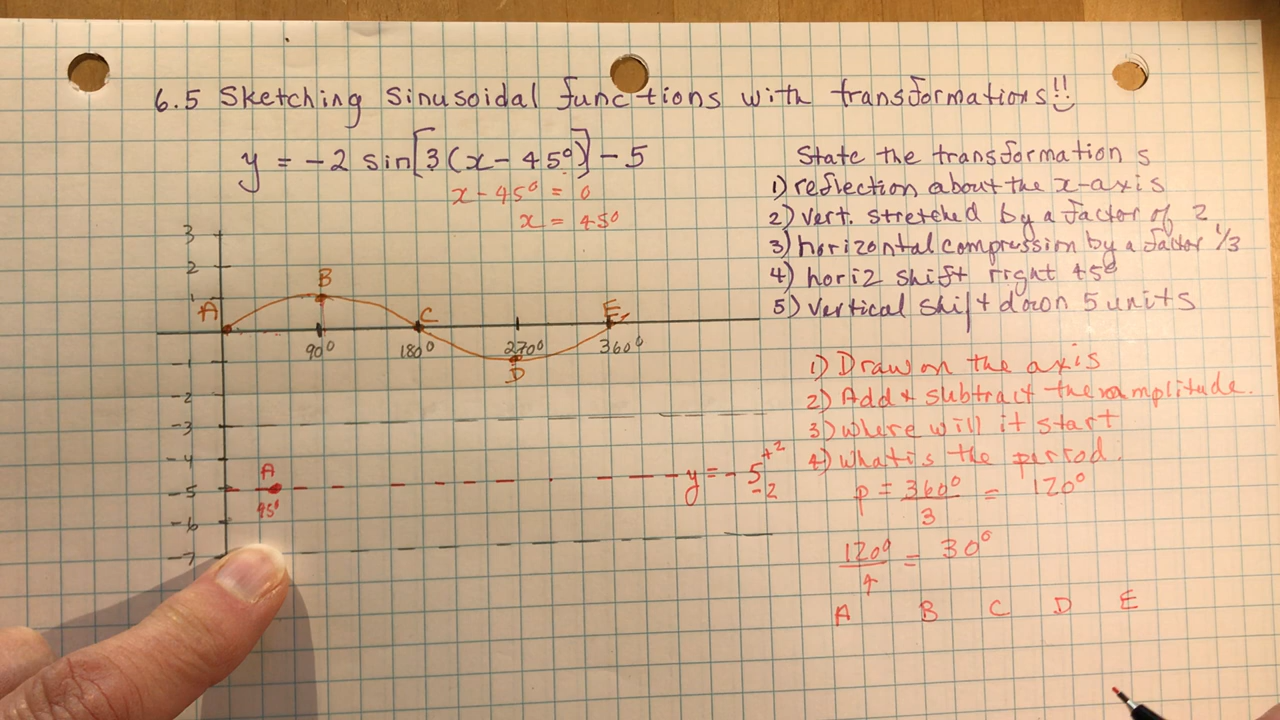 6.5 Sketching Sinusoidal functions with transformations!!
y = -2 sin[3(x - 45°)] - 5
x - 45° = 0
x = 45°
State the transformations
1) reflection about the x-axis
2) vert. stretched by a factor of 2
3) horizontal compression by a factor 1/3
4) horiz shift right 45°
5) vertical shift down 5 units
3
2
1
A
B
C
D
E
90°
180°
270°
360°
-1
-2
-3
-4
-5
-6
-7
A
45°
y = -5 +2 -2
1) Draw on the axis
2) Add & subtract the amplitude.
3) where will it start
4) what is the period.
p = 360°/3 = 120°
120°/4 = 30°
A B C D E